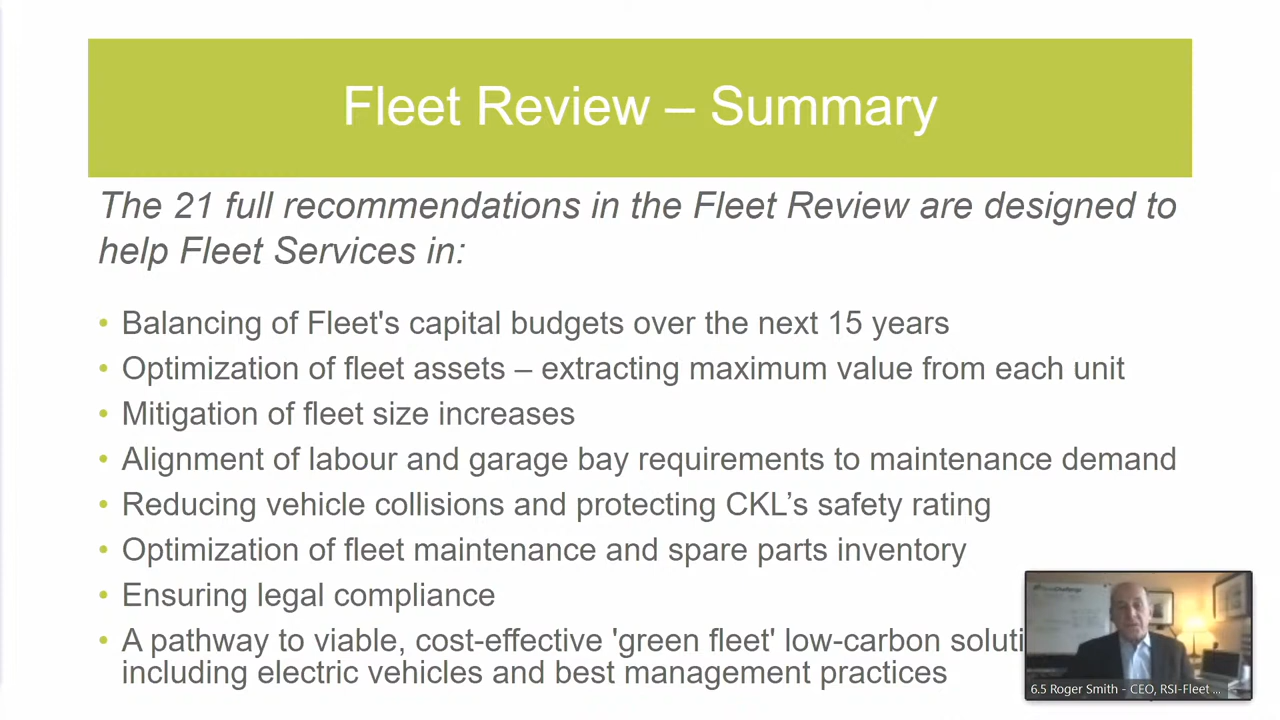 Fleet Review – Summary
The 21 full recommendations in the Fleet Review are designed to
help Fleet Services in:
• Balancing of Fleet's capital budgets over the next 15 years
• Optimization of fleet assets – extracting maximum value from each unit
• Mitigation of fleet size increases
• Alignment of labour and garage bay requirements to maintenance demand
• Reducing vehicle collisions and protecting CKL’s safety rating
• Optimization of fleet maintenance and spare parts inventory
• Ensuring legal compliance
• A pathway to viable, cost-effective 'green fleet' low-carbon soluti
including electric vehicles and best management practices
6.5 Roger Smith - CEO, RSI-Fleet ...